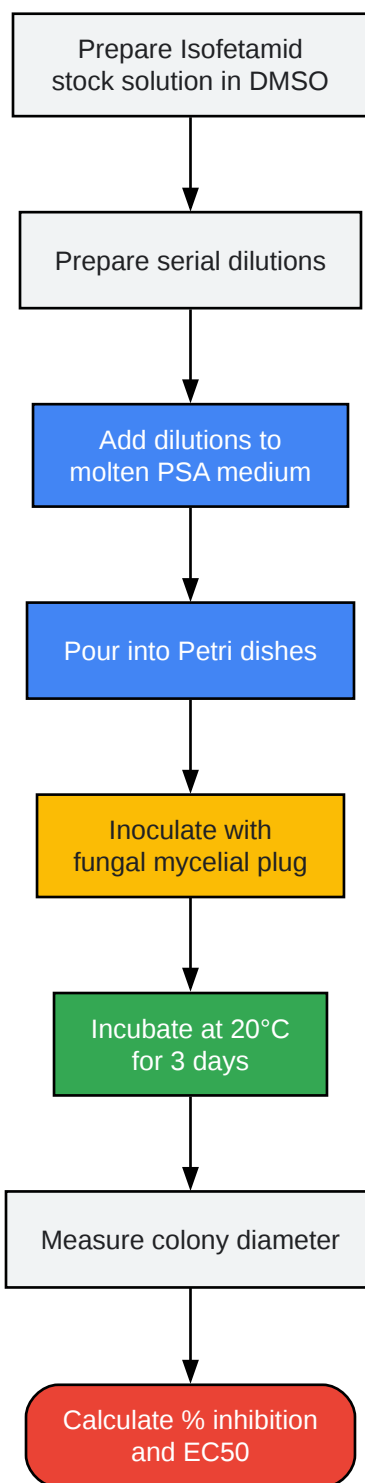 Prepare Isofetamid
stock solution in DMSO
Prepare serial dilutions
Add dilutions to
molten PSA medium
Pour into Petri dishes
Inoculate with
fungal mycelial plug
Incubate at 20°C
for 3 days
Measure colony diameter
Calculate % inhibition
and EC50